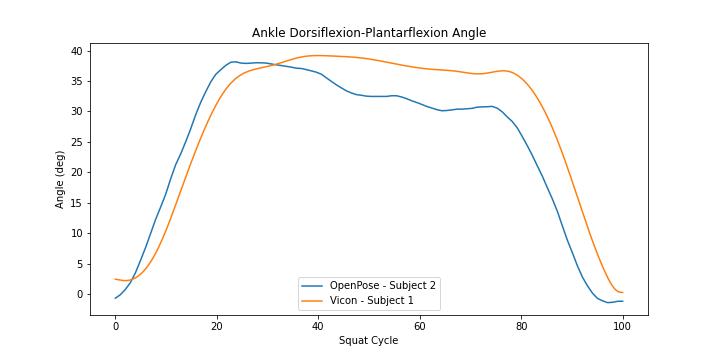 Ankle Dorsiflexion-Plantarflexion Angle
40
35
30
25
20
15
10
5
0
Angle (deg)
OpenPose - Subject 2
Vicon - Subject 1
0 20 40 60 80 100
Squat Cycle